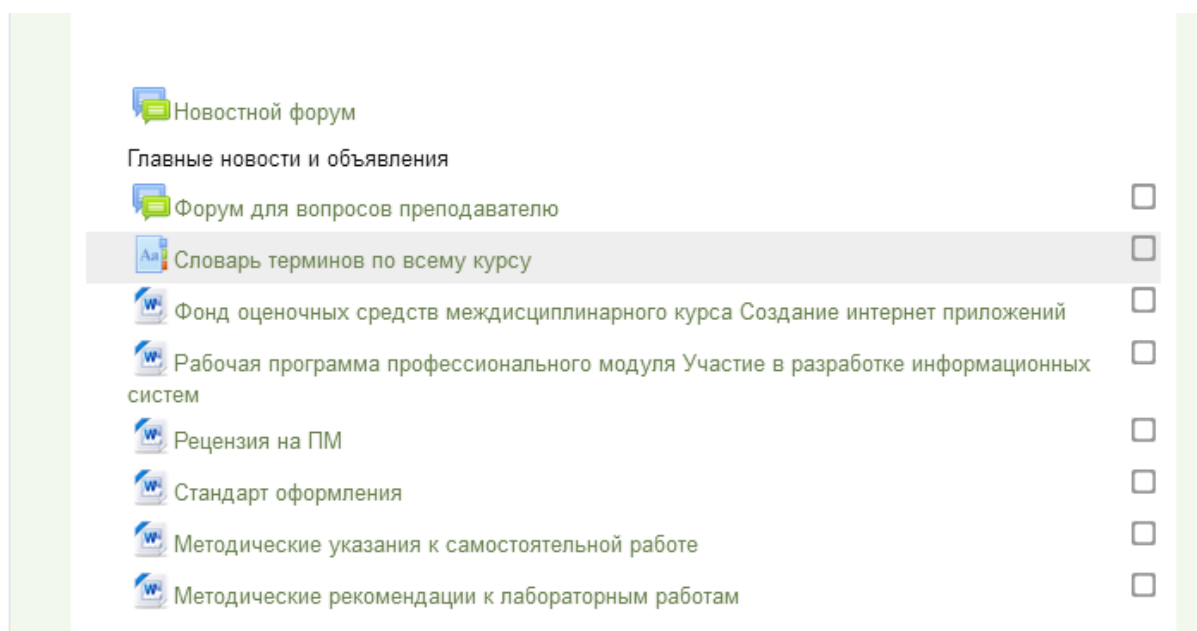 Новостной форум
Главные новости и объявления
Форум для вопросов преподавателю
Aa Словарь терминов по всему курсу
W Фонд оценочных средств междисциплинарного курса Создание интернет приложений
W Рабочая программа профессионального модуля Участие в разработке информационных
систем
W Рецензия на ПМ
W Стандарт оформления
W Методические указания к самостоятельной работе
W Методические рекомендации к лабораторным работам